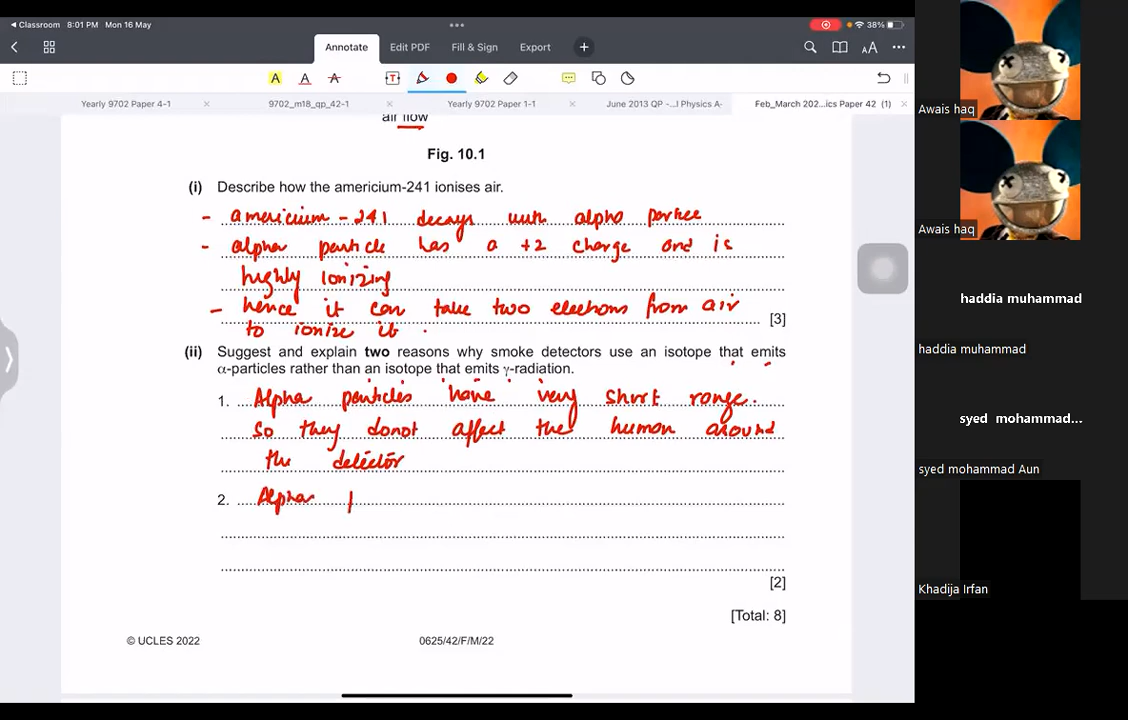 Classroom 8:01 PM Mon 16 May
38%
Annotate Edit PDF Fill & Sign Export
Yearly 9702 Paper 4-1 9702_m18_qp_42-1 Yearly 9702 Paper 1-1 June 2013 QP -...l Physics A- Feb_March 202...ics Paper 42 (1)
air flow
Fig. 10.1
(i) Describe how the americium-241 ionises air.
- americium - 241 decays with alpha
- alpha particle has a +2 charge and is
highly ionizing
- hence it can take two electrons from air
to ionize it . [3]
(ii) Suggest and explain two reasons why smoke detectors use an isotope that emits
α-particles rather than an isotope that emits γ-radiation.
1. Alpha particles have very short range.
so they donot affect the human around
the detector
2. Alpha
[2]
[Total: 8]
© UCLES 2022 0625/42/F/M/22
Awais haq
Awais haq
haddia muhammad
haddia muhammad
syed mohammad...
syed mohammad Aun
Khadija Irfan